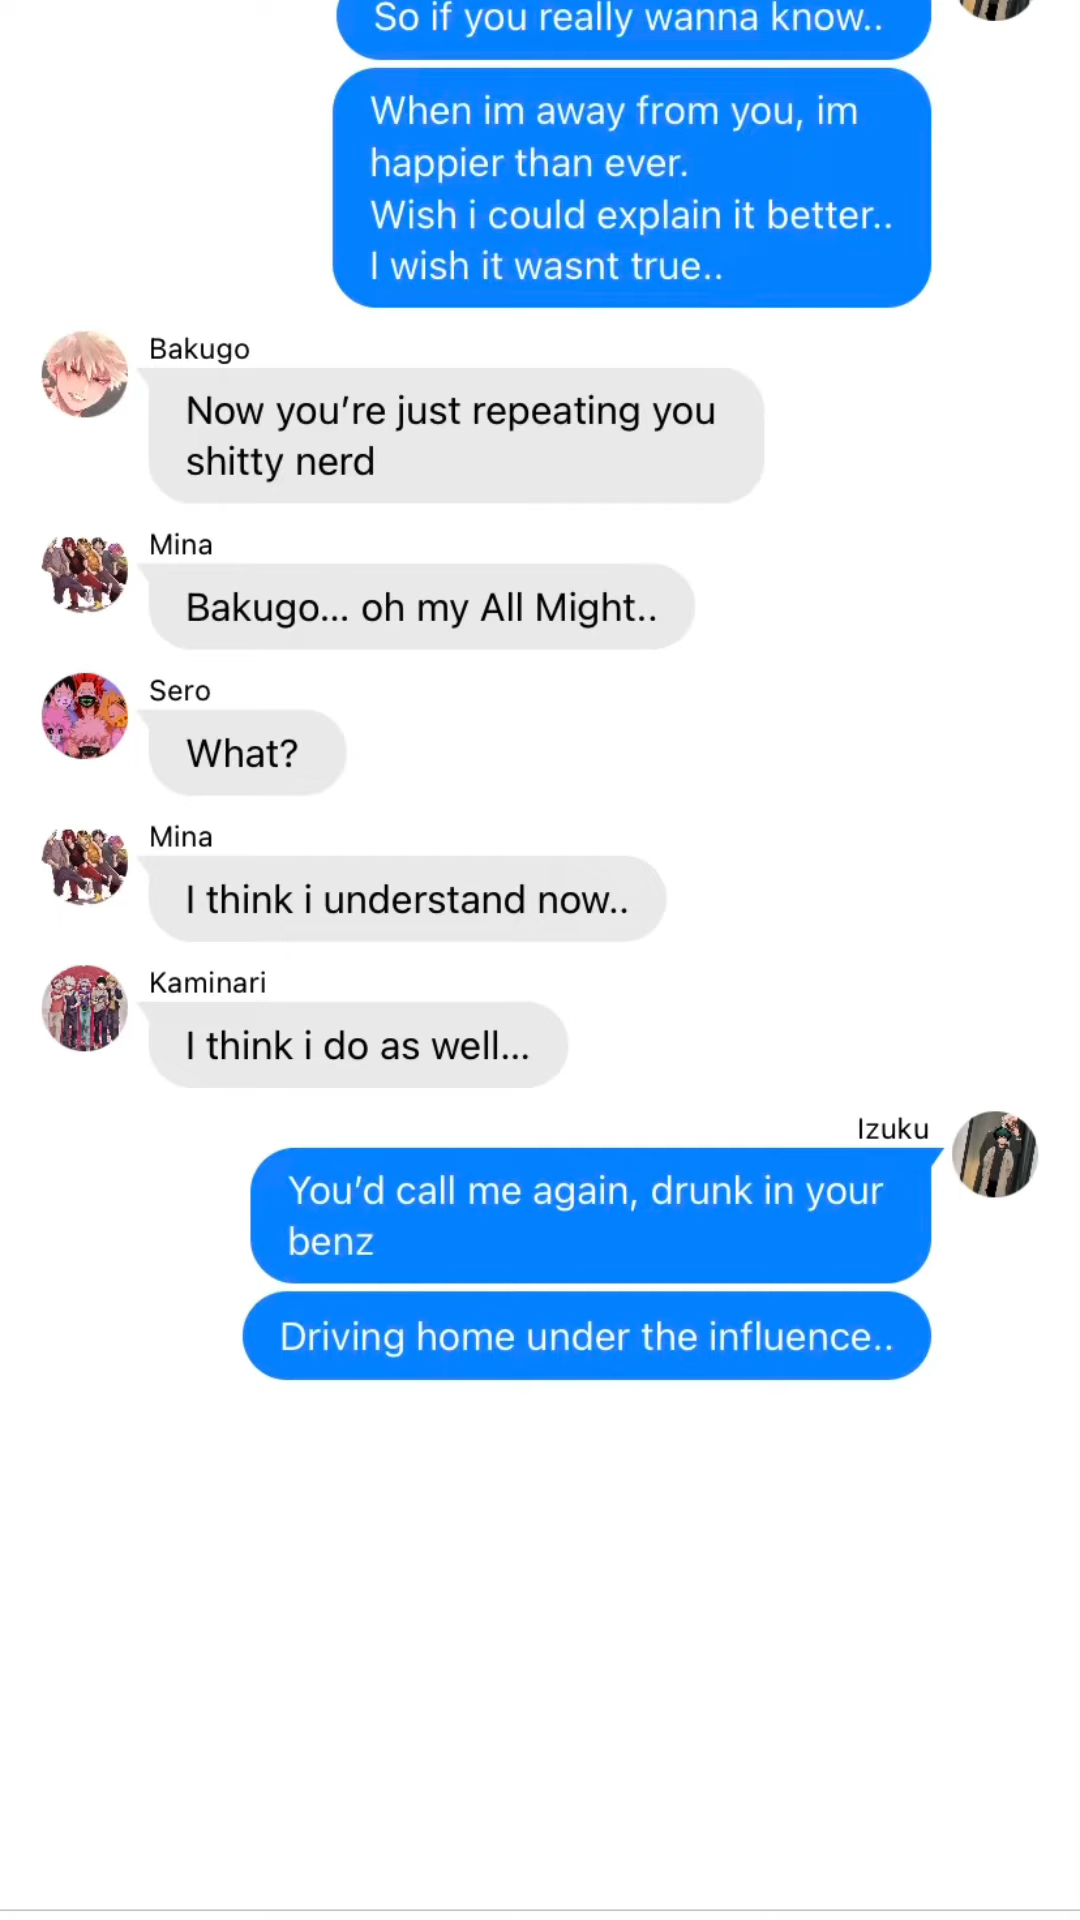 So if you really wanna know..
When im away from you, im
happier than ever.
Wish i could explain it better..
I wish it wasnt true..
Bakugo
Now you’re just repeating you
shitty nerd
Mina
Bakugo... oh my All Might..
Sero
What?
Mina
I think i understand now..
Kaminari
I think i do as well...
Izuku
You’d call me again, drunk in your
benz
Driving home under the influence..